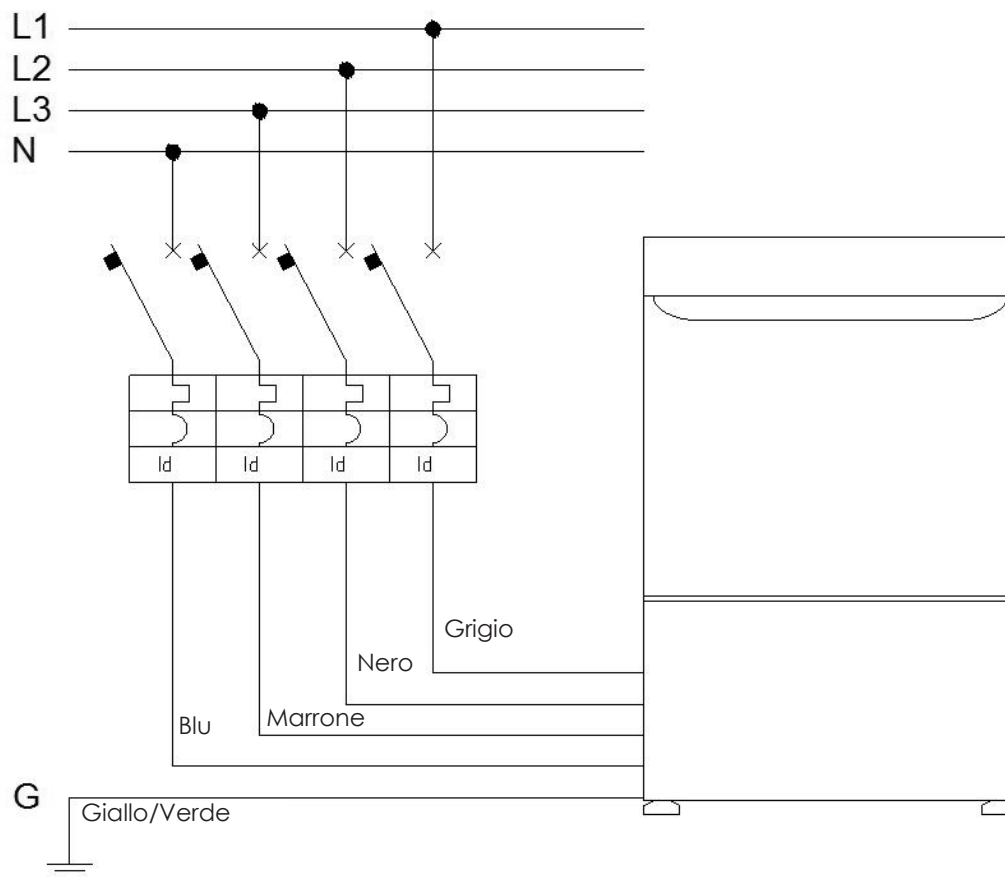 L1
L2
L3
N
Id Id Id Id
Grigio
Nero
Marrone
Blu
G
Giallo/Verde